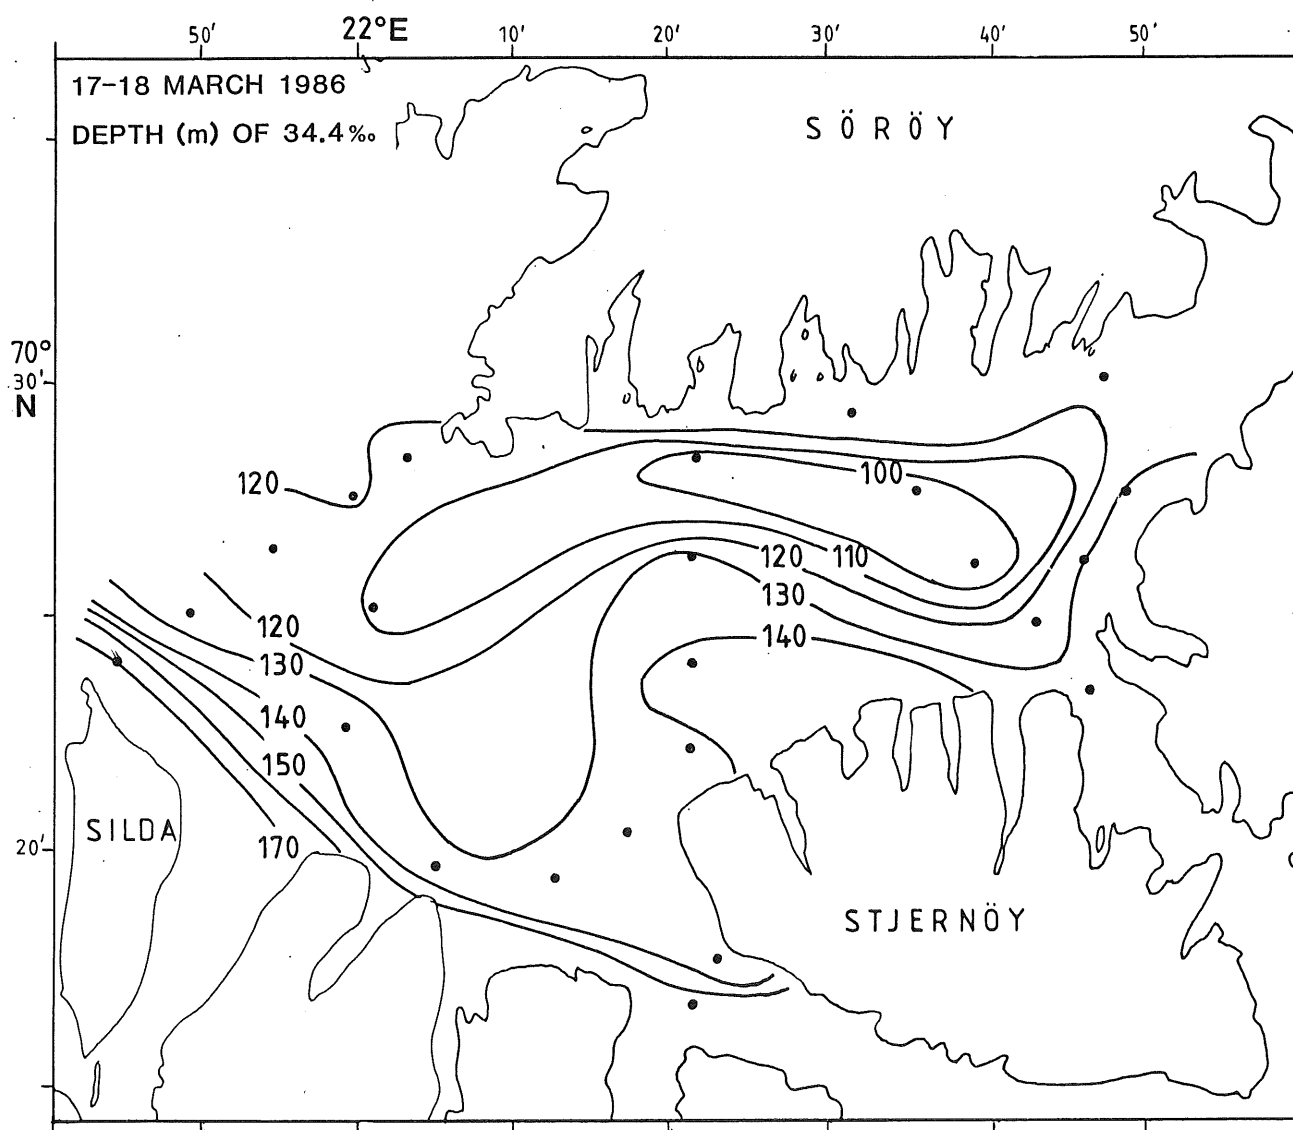 50' 22°E 10' 20' 30' 40' 50'
17-18 MARCH 1986
DEPTH (m) OF 34.4‰
SÖRÖY
70°
30'
N
100
120
120 110
130
120
140
130
140
150
SILDA
170
20'
STJERNÖY